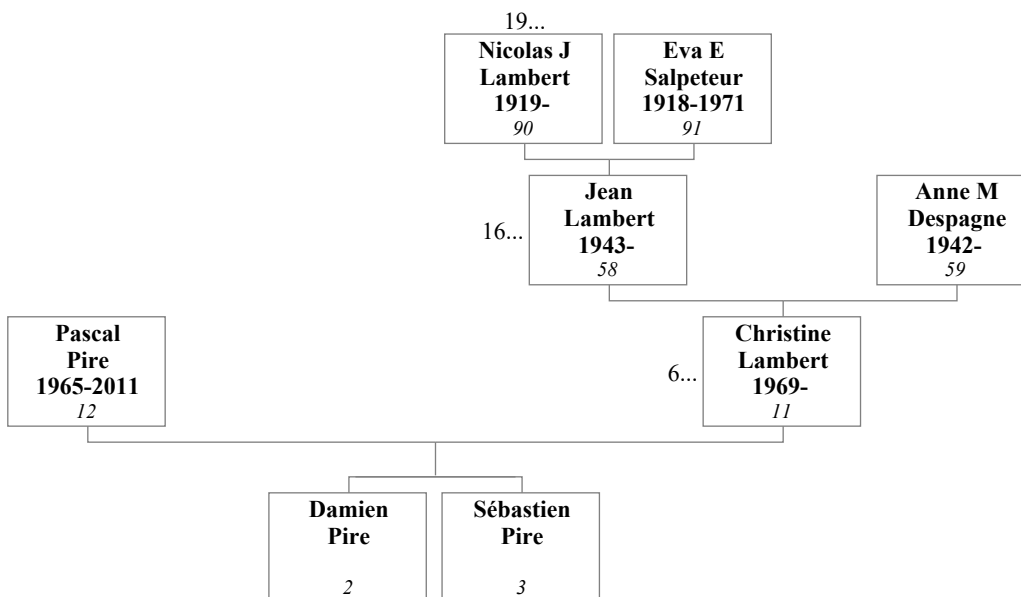 19...
Nicolas J
Lambert
1919-
90
Eva E
Salpeteur
1918-1971
91
16...
Jean
Lambert
1943-
58
Anne M
Despagne
1942-
59
Pascal
Pire
1965-2011
12
6...
Christine
Lambert
1969-
11
Damien
Pire
2
Sébastien
Pire
3